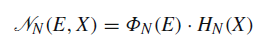 𝒩_N(E, X) = Φ_N(E) · H_N(X)